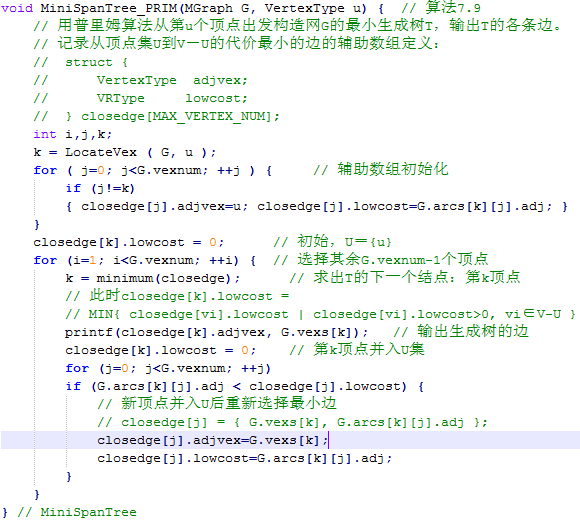 void MiniSpanTree_PRIM(MGraph G, VertexType u) {  // 算法7.9
    // 用普里姆算法从第u个顶点出发构造网G的最小生成树T，输出T的各条边。
    // 记录从顶点集U到V－U的代价最小的边的辅助数组定义：
    //  struct {
    //      VertexType  adjvex;
    //      VRType     lowcost;
    //  } closedge[MAX_VERTEX_NUM];
    int i,j,k;
    k = LocateVex ( G, u );
    for ( j=0; j<G.vexnum; ++j ) {     // 辅助数组初始化
        if (j!=k)
        { closedge[j].adjvex=u; closedge[j].lowcost=G.arcs[k][j].adj; }
    }
    closedge[k].lowcost = 0;      // 初始，U＝{u}
    for (i=1; i<G.vexnum; ++i) {  // 选择其余G.vexnum-1个顶点
        k = minimum(closedge);      // 求出T的下一个结点：第k顶点
        // 此时closedge[k].lowcost =
        // MIN{ closedge[vi].lowcost | closedge[vi].lowcost>0, vi∈V-U }
        printf(closedge[k].adjvex, G.vexs[k]);   // 输出生成树的边
        closedge[k].lowcost = 0;    // 第k顶点并入U集
        for (j=0; j<G.vexnum; ++j)
        if (G.arcs[k][j].adj < closedge[j].lowcost) {
            // 新顶点并入U后重新选择最小边
            // closedge[j] = { G.vexs[k], G.arcs[k][j].adj };
            closedge[j].adjvex=G.vexs[k];
            closedge[j].lowcost=G.arcs[k][j].adj;
        }
    }
} // MiniSpanTree